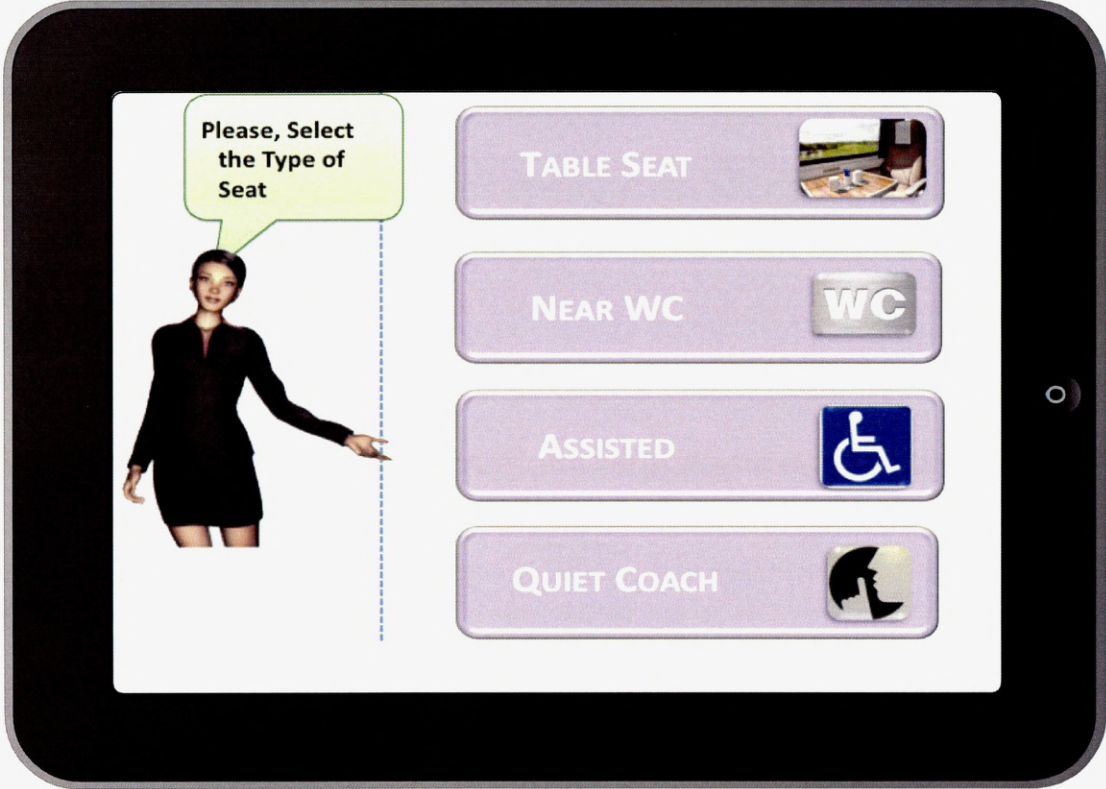 Please, Select
the Type of
Seat
TABLE SEAT
NEAR WC
WC
ASSISTED
QUIET COACH